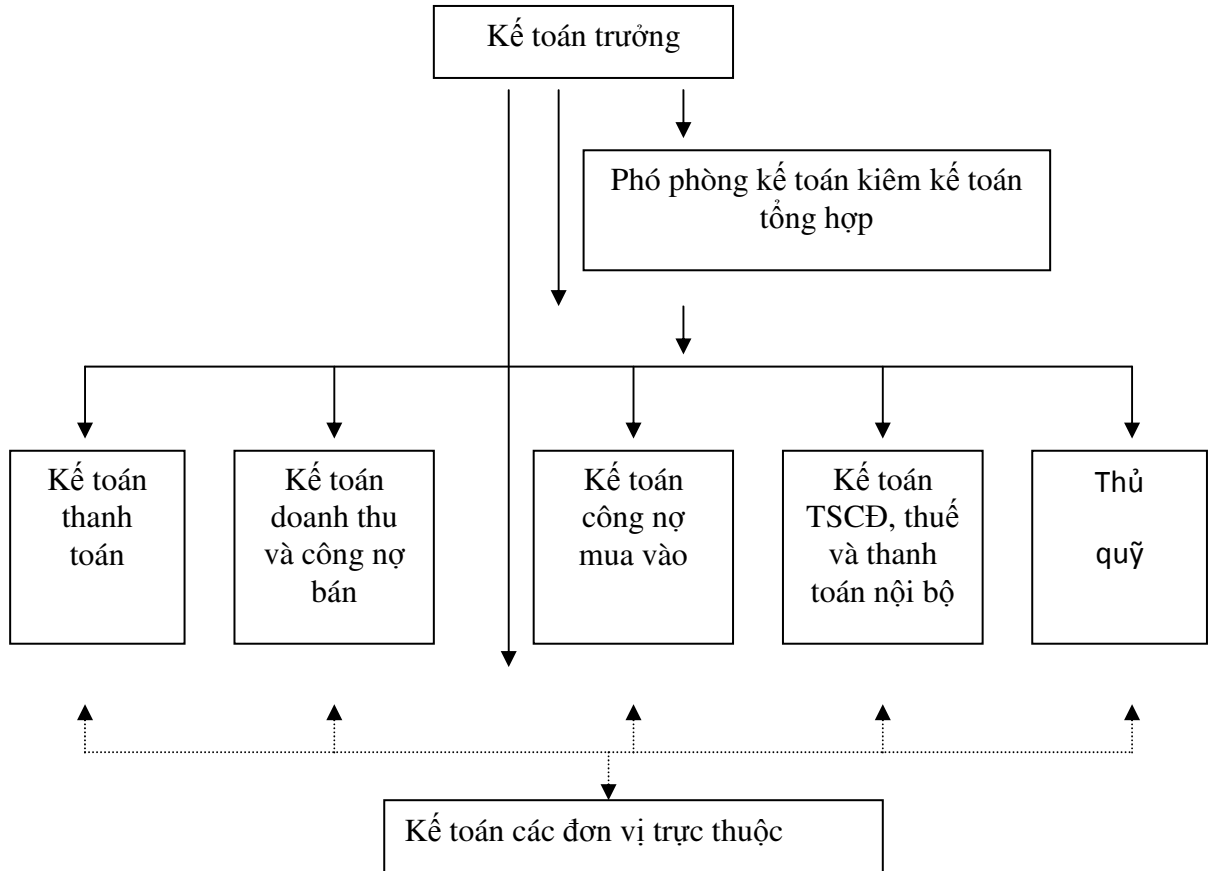 Kế toán trưởng
Phó phòng kế toán kiêm kế toán
tổng hợp
Kế toán
thanh
toán
Kế toán
doanh thu
và công nợ
bán
Kế toán
công nợ
mua vào
Kế toán
TSCĐ, thuế
và thanh
toán nội bộ
Thủ
quỹ
Kế toán các đơn vị trực thuộc